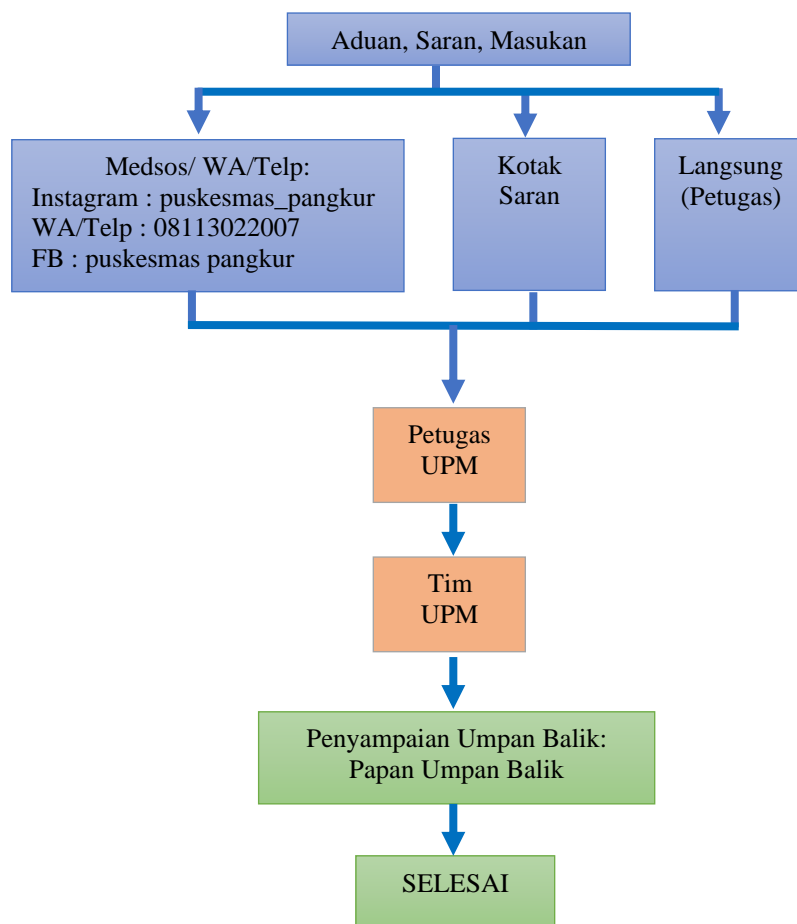 Aduan, Saran, Masukan
Medsos/ WA/Telp:
Instagram : puskesmas_pangkur
WA/Telp : 08113022007
FB : puskesmas pangkur
Kotak
Saran
Langsung
(Petugas)
Petugas
UPM
Tim
UPM
Penyampaian Umpan Balik:
Papan Umpan Balik
SELESAI